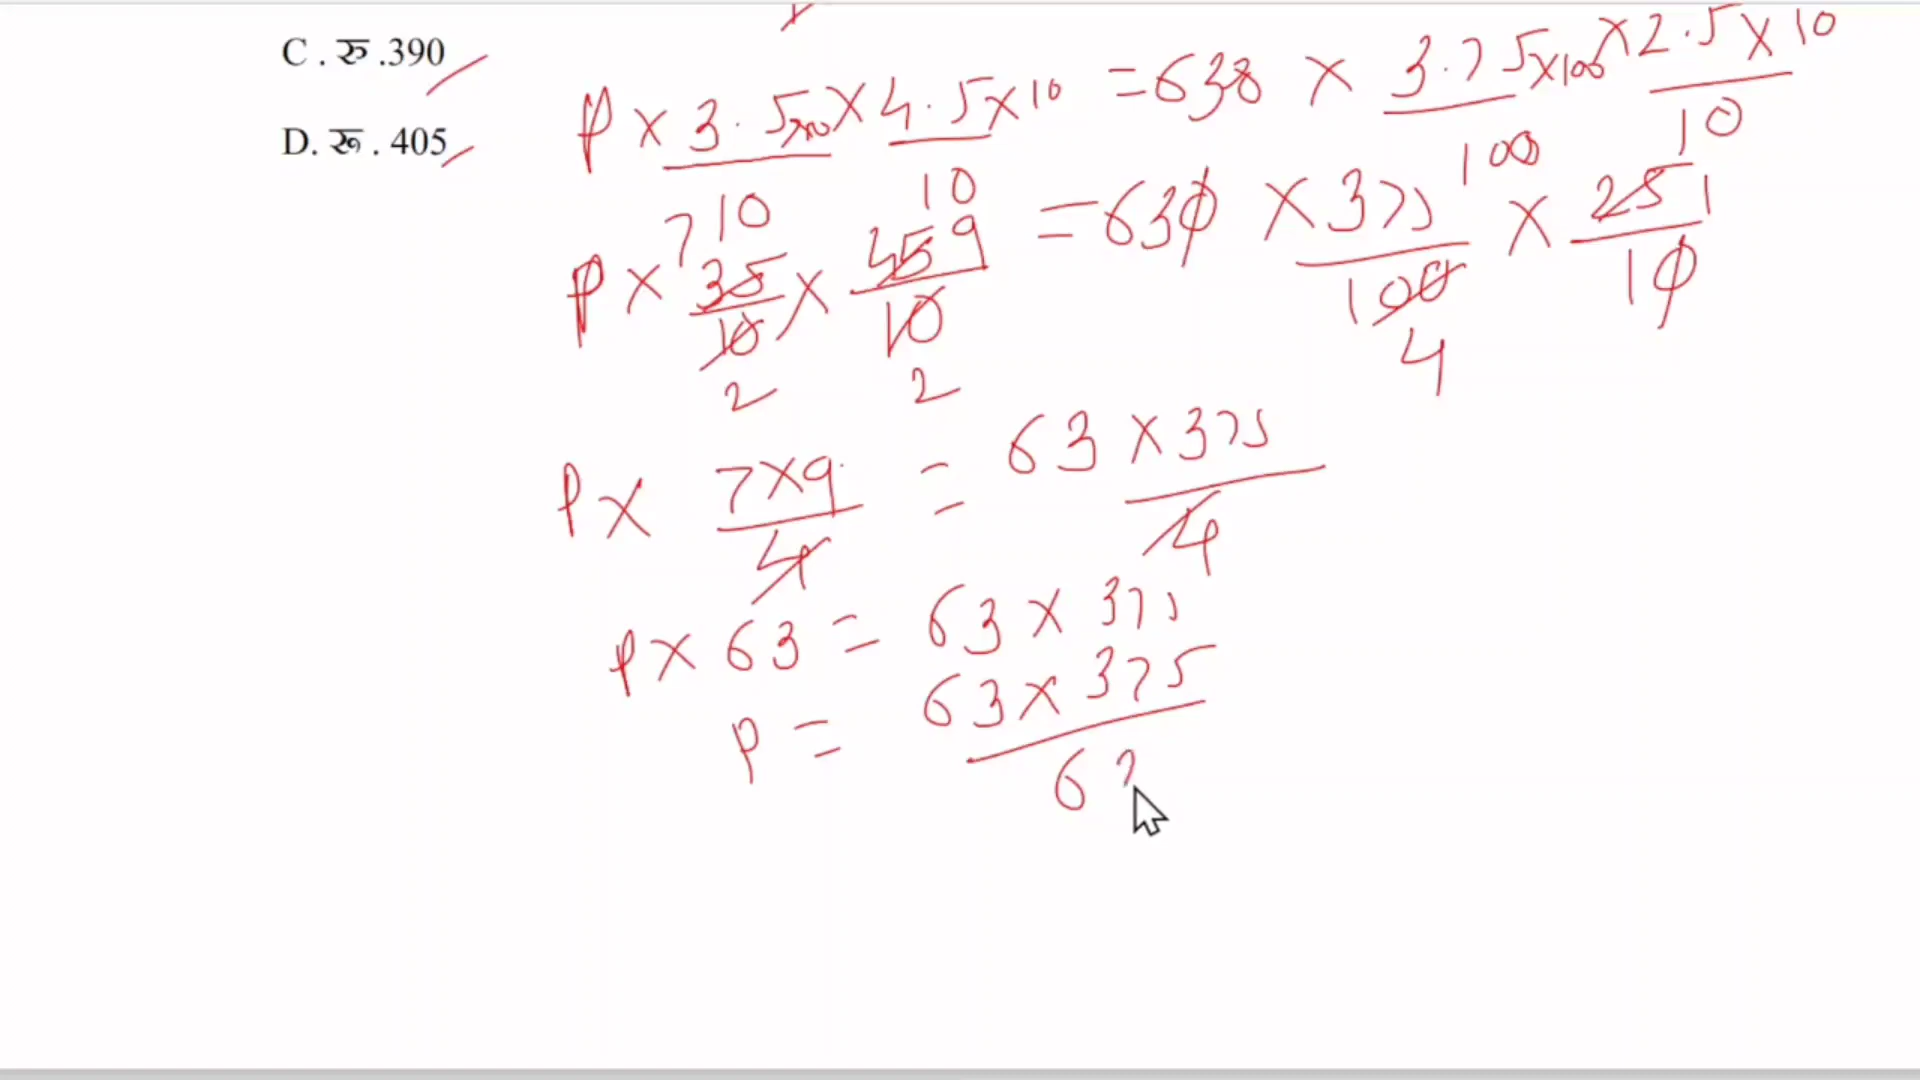 C . रु .390
D. रू . 405
P × 3.5×10 × 4.5×10 = 630 × 3.75×100 × 2.5×10
10 10 100 10
7 9 1
P × 35/10 × 45/10 = 630 × 375/100 × 25/10
2 2 4
P × 7×9/4 = 63 × 375/4
P × 63 = 63 × 375
P = 63 × 375
63